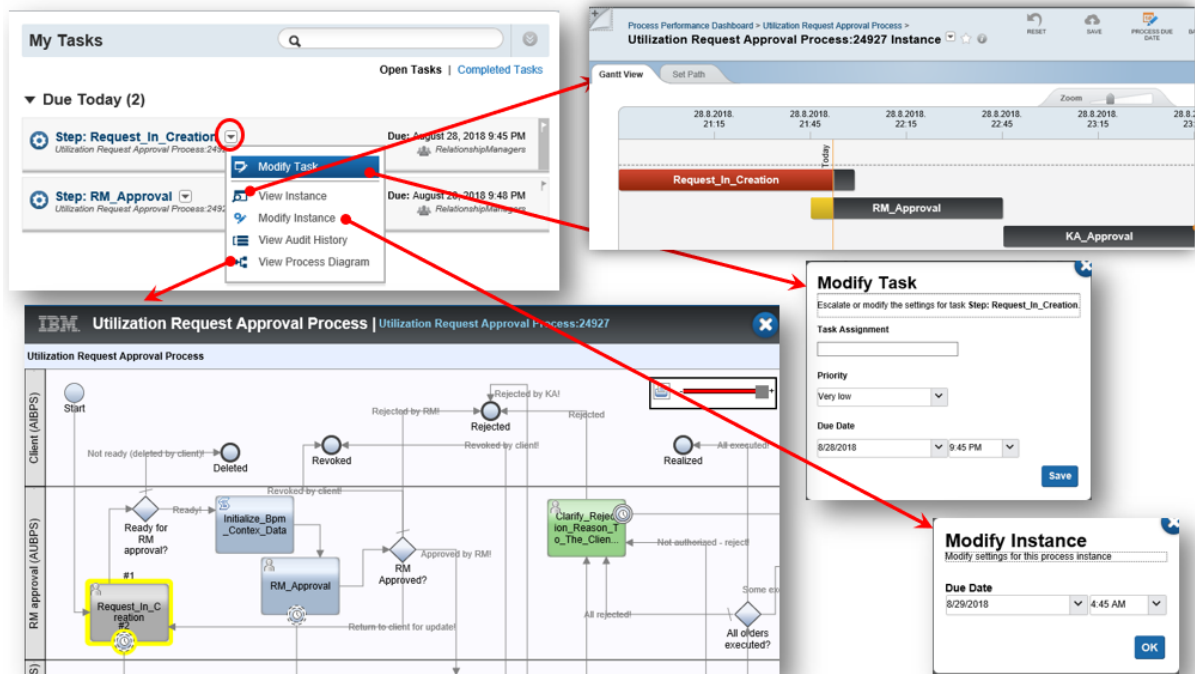 My Tasks
Open Tasks | Completed Tasks
Due Today (2)
Step: Request_In_Creation
Utilization Request Approval Process:249
Due: August 28, 2018 9:45 PM
RelationshipManagers
Modify Task
View Instance
Modify Instance
View Audit History
View Process Diagram
Step: RM_Approval
Utilization Request Approval Process:2492
Due: August 28, 2018 9:48 PM
RelationshipManagers
Process Performance Dashboard > Utilization Request Approval Process >
Utilization Request Approval Process:24927 Instance
RESET
SAVE
PROCESS DUE
DATE
Gantt View
Set Path
Zoom
28.8.2018.
21:15
28.8.2018.
21:45
28.8.2018.
22:15
28.8.2018.
22:45
28.8.2018.
23:15
28.8.2
23:
Today
Request_In_Creation
RM_Approval
KA_Approval
Modify Task
Escalate or modify the settings for task Step: Request_In_Creation.
Task Assignment
Priority
Very low
Due Date
8/28/2018
9:45 PM
Save
Modify Instance
Modify settings for this process instance
Due Date
8/29/2018
4:45 AM
OK
IBM. Utilization Request Approval Process | Utilization Request Approval Process:24927
Utilization Request Approval Process
Client (AIBPS)
Start
Not ready (deleted by client)!
Deleted
Revoked
Rejected by RM!
Rejected by KA!
Rejected
Rejected
Revoked by client!
Realized
All executed!
- +
RM approval (AUBPS)
Ready for
RM
approval?
Ready!
Revoked by client!
Initialize_Bpm
_Contex_Data
RM_Approval
RM
Approved?
Approved by RM!
Clarify_Reject
ion_Reason_T
o_The_Clien...
Not authorized - reject!
#1
Request_In_C
reation
#2
Return to client for update!
All rejected!
Some ex
All orders
executed?
S)